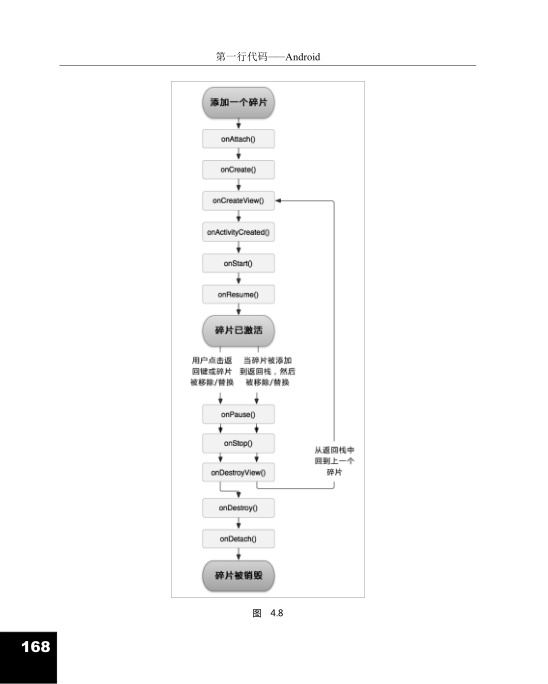 第一行代码——Android
添加一个碎片
onAttach()
onCreate()
onCreateView()
onActivityCreated()
onStart()
onResume()
碎片已激活
用户点击返
回键或碎片
被移除/替换
当碎片被添加
到返回栈，然后
被移除/替换
onPause()
onStop()
onDestroyView()
从返回栈中
回到上一个
碎片
onDestroy()
onDetach()
碎片被销毁
图 4.8
168